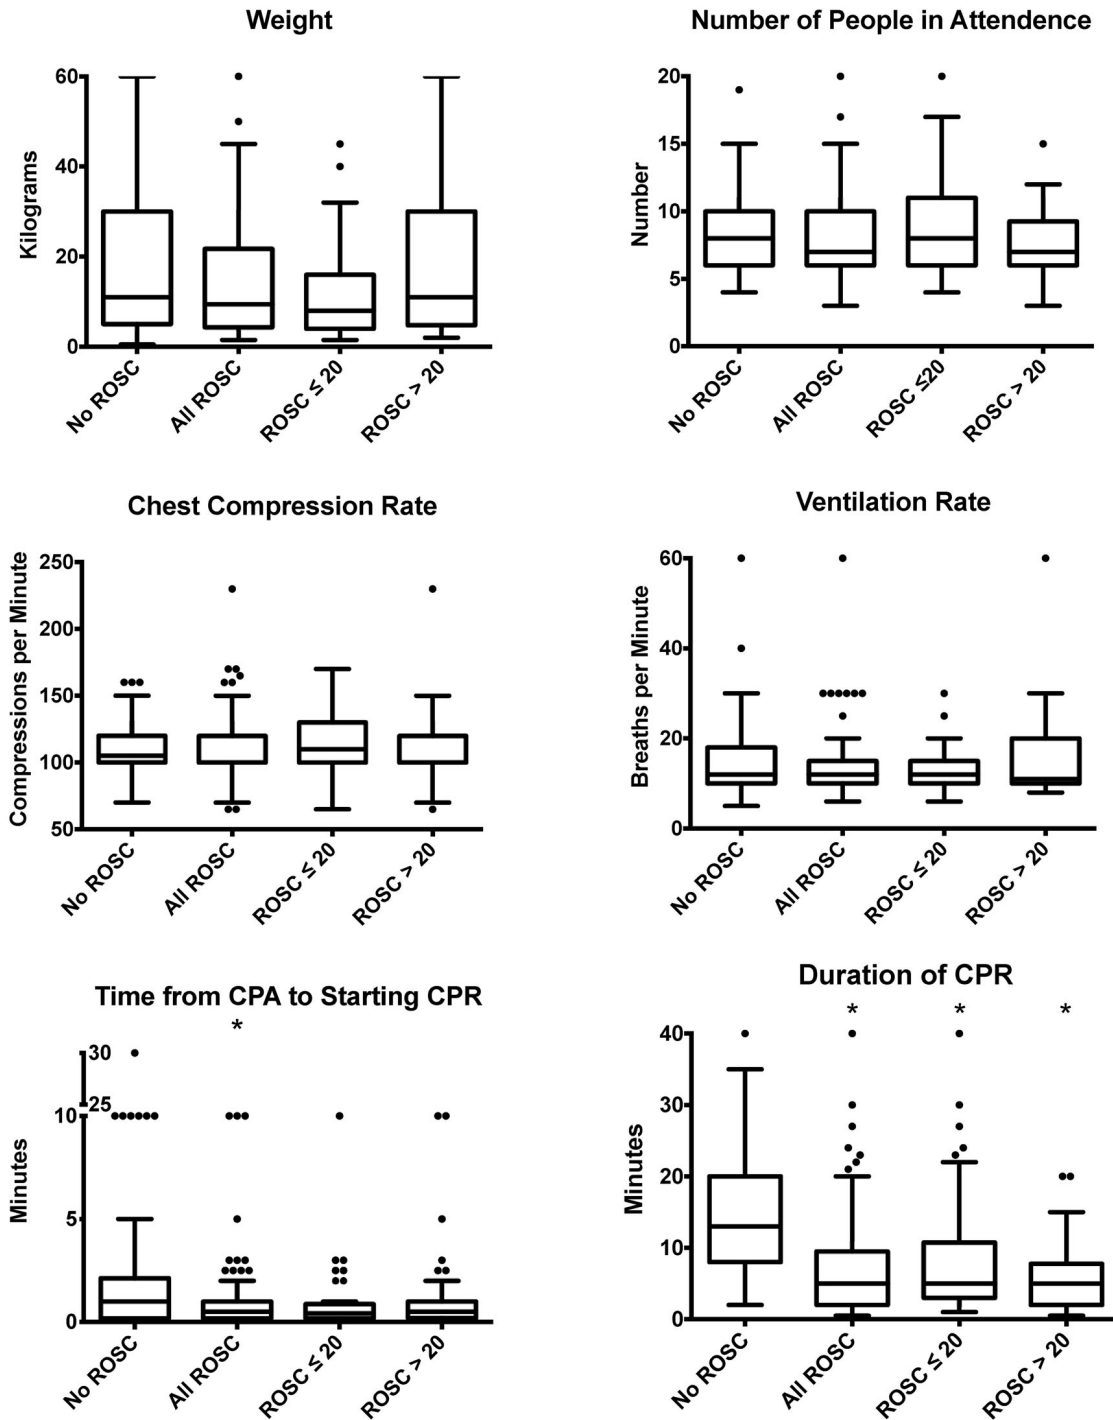 Weight
Kilograms
60
40
20
0
No ROSC
All ROSC
ROSC ≤ 20
ROSC > 20
Number of People in Attendence
Number
20
15
10
5
0
No ROSC
All ROSC
ROSC ≤20
ROSC > 20
Chest Compression Rate
Compressions per Minute
250
200
150
100
50
No ROSC
All ROSC
ROSC ≤ 20
ROSC > 20
Ventilation Rate
Breaths per Minute
60
40
20
0
No ROSC
All ROSC
ROSC ≤ 20
ROSC > 20
Time from CPA to Starting CPR
*
Minutes
30
25
10
5
0
No ROSC
All ROSC
ROSC ≤ 20
ROSC > 20
Duration of CPR
* * *
Minutes
40
30
20
10
0
No ROSC
All ROSC
ROSC ≤ 20
ROSC > 20